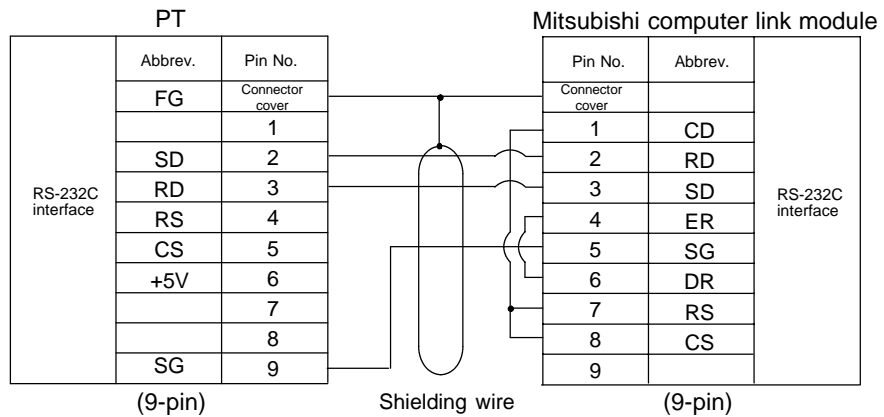 PT
Mitsubishi computer link module
RS-232C
interface
Abbrev. Pin No.
FG Connector
cover
1
SD 2
RD 3
RS 4
CS 5
+5V 6
7
8
SG 9
(9-pin)
Shielding wire
Pin No. Abbrev.
Connector
cover
1 CD
2 RD
3 SD
4 ER
5 SG
6 DR
7 RS
8 CS
9
RS-232C
interface
(9-pin)